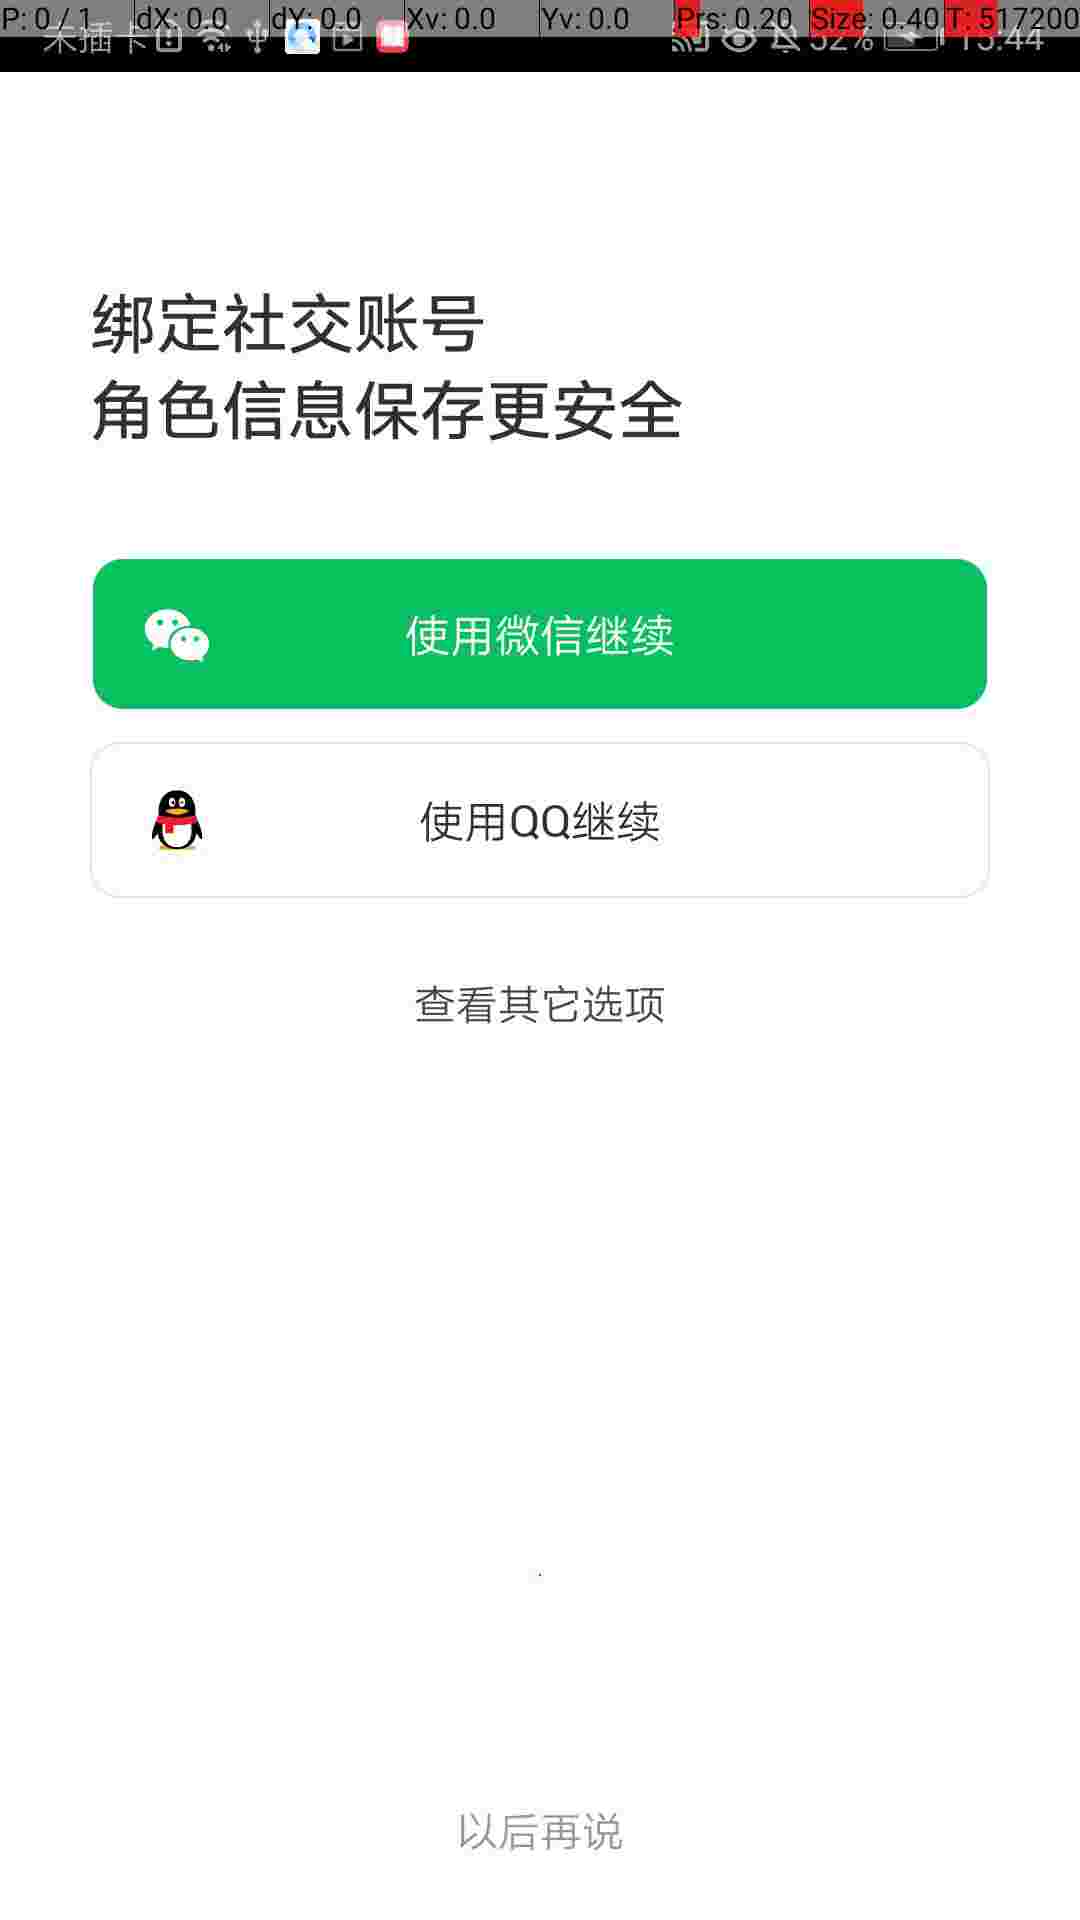 P: 0 / 1 dX: 0.0 dY: 0.0 Xv: 0.0 Yv: 0.0 Prs: 0.20 Size: 0.40 T: 517200
未插卡 52% 15:44
绑定社交账号
角色信息保存更安全
使用微信继续
使用QQ继续
查看其它选项
以后再说